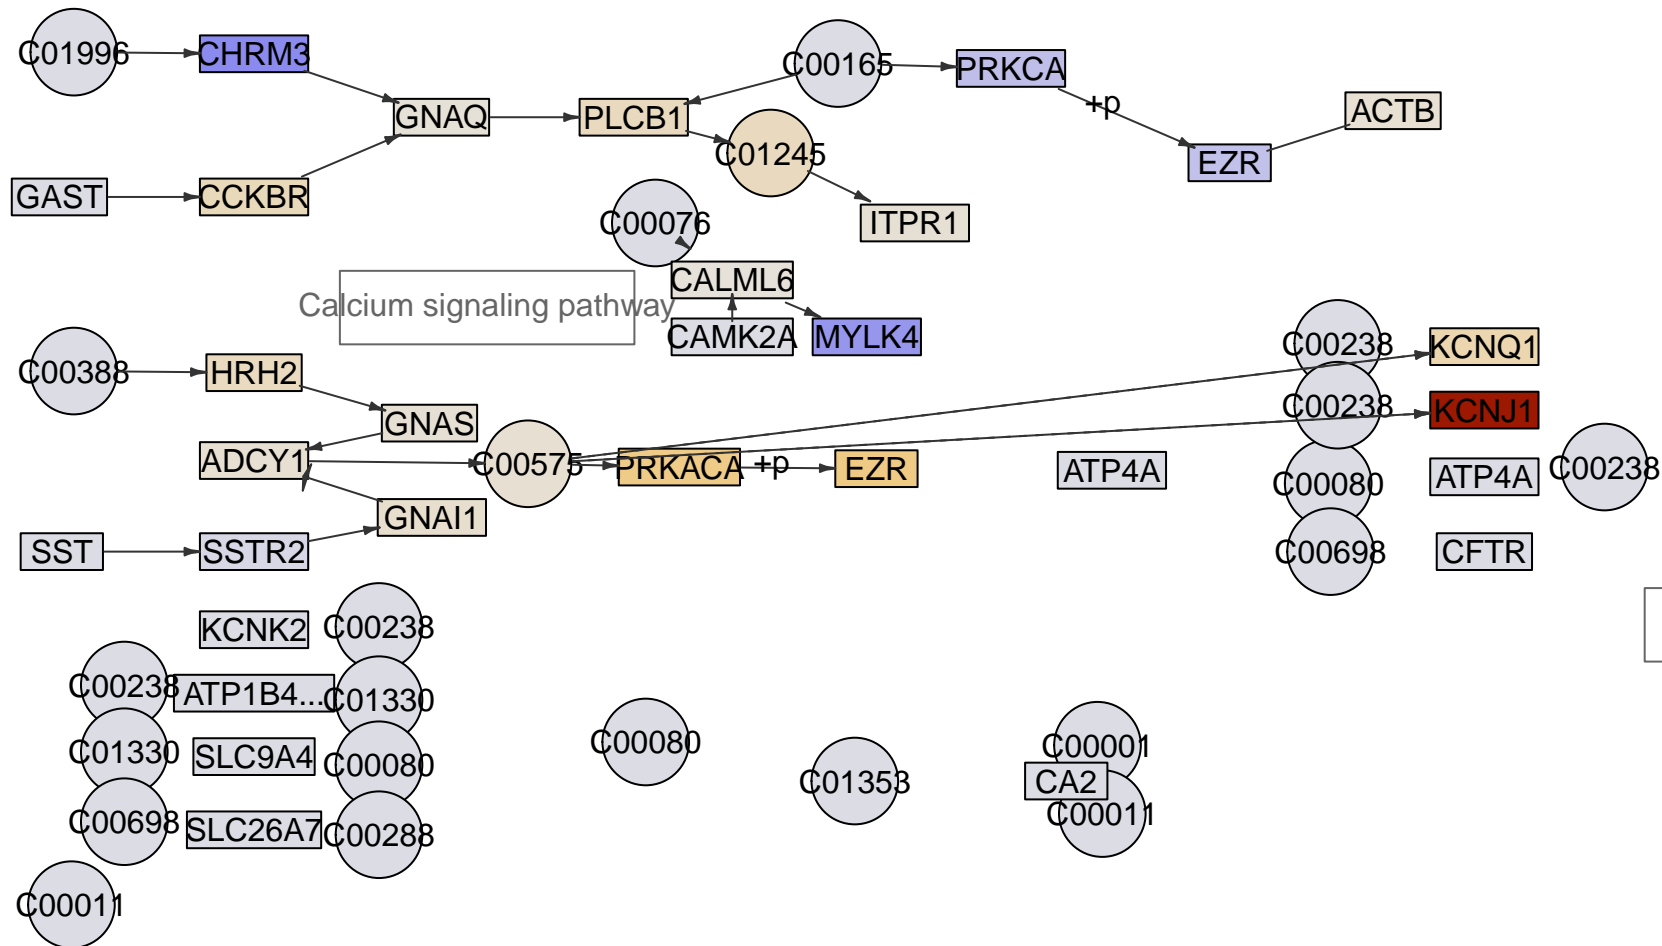 C01996
CHRM3
C00165
PRKCA
+p
ACTB
GNAQ
PLCB1
C01245
EZR
GAST
CCKBR
C00076
ITPR1
CALML6
Calcium signaling pathway
CAMK2A
MYLK4
C00238
KCNQ1
C00388
HRH2
C00238
KCNJ1
GNAS
ADCY1
C00575
PRKACA
+p
EZR
ATP4A
C00080
ATP4A
C00238
GNAI1
SST
SSTR2
C00698
CFTR
KCNK2
C00238
C00238
ATP1B4...
C01330
C01330
SLC9A4
C00080
C00080
C01353
C00001
CA2
C00011
C00698
SLC26A7
C00288
C00011